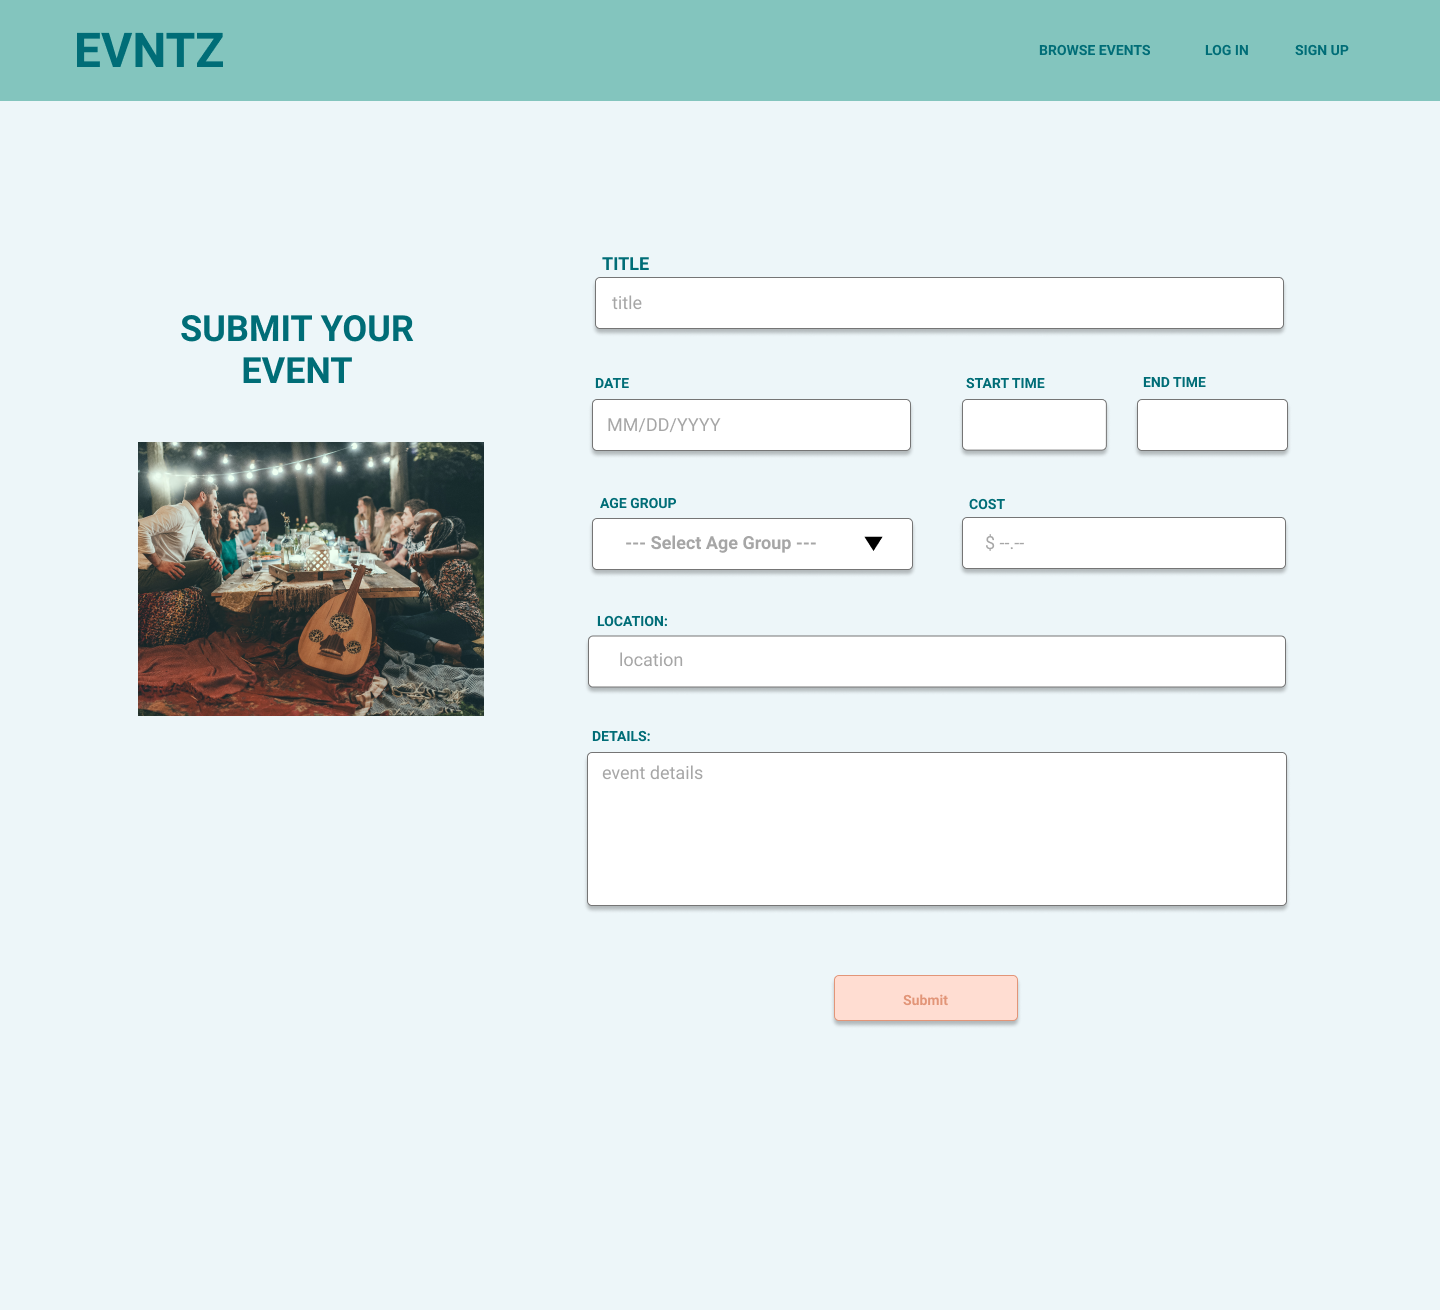 EVNTZ
BROWSE EVENTS
LOG IN
SIGN UP
SUBMIT YOUR
EVENT
TITLE
title
DATE
START TIME
END TIME
MM/DD/YYYY
AGE GROUP
COST
--- Select Age Group ---
$ --.--
LOCATION:
location
DETAILS:
event details
Submit